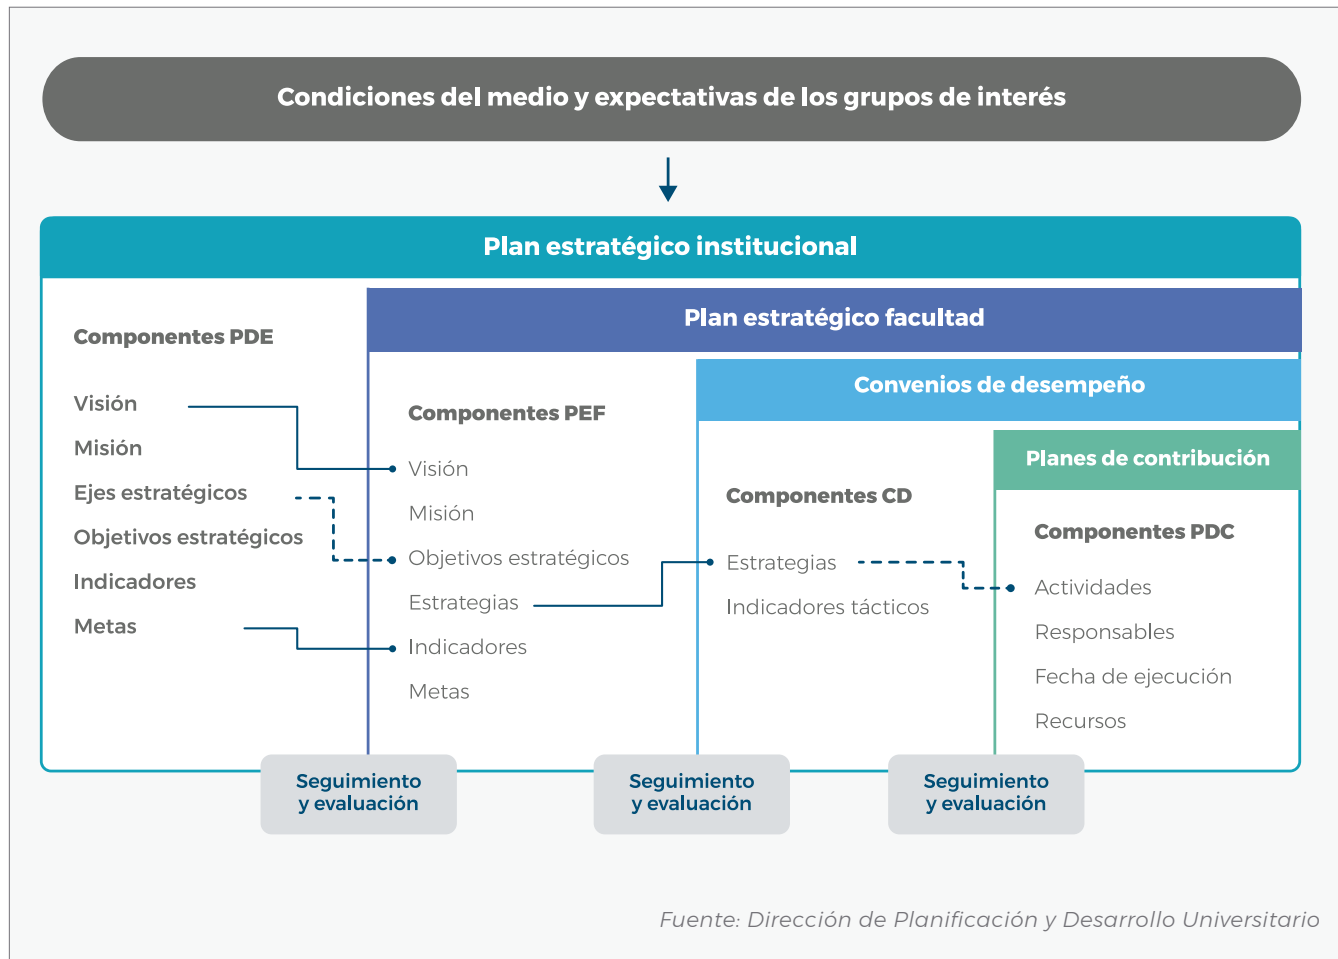 Condiciones del medio y expectativas de los grupos de interés
Plan estratégico institucional
Componentes PDE
Visión
Misión
Ejes estratégicos
Objetivos estratégicos
Indicadores
Metas
Plan estratégico facultad
Componentes PEF
Visión
Misión
Objetivos estratégicos
Estrategias
Indicadores
Metas
Convenios de desempeño
Componentes CD
Estrategias
Indicadores tácticos
Planes de contribución
Componentes PDC
Actividades
Responsables
Fecha de ejecución
Recursos
Seguimiento
y evaluación
Seguimiento
y evaluación
Seguimiento
y evaluación
Fuente: Dirección de Planificación y Desarrollo Universitario